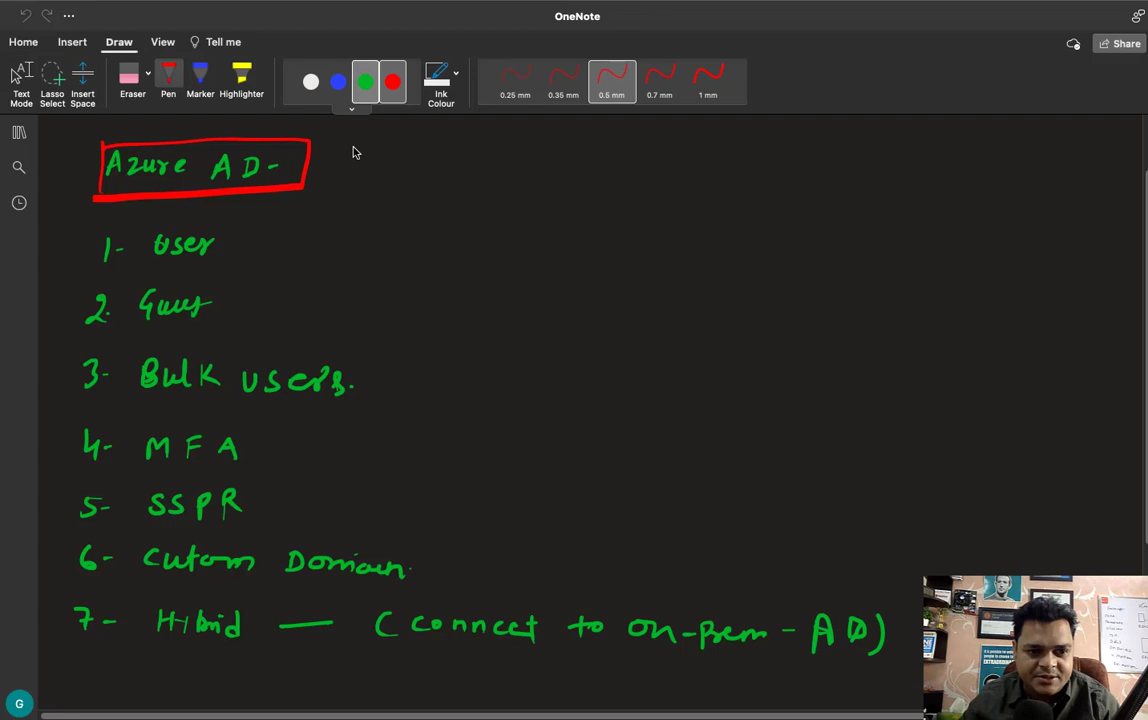 OneNote
Home Insert Draw View Tell me
Share
Text Mode
Lasso Select
Insert Space
Eraser
Pen
Marker
Highlighter
Ink Colour
0.25 mm 0.35 mm 0.5 mm 0.7 mm 1 mm
Azure AD-
1- User
2. Guest
3- Bulk users.
4- MFA
5- SSPR
6- Cutom Domain.
7- Hybrid — (connect to on-prem - AD)
G